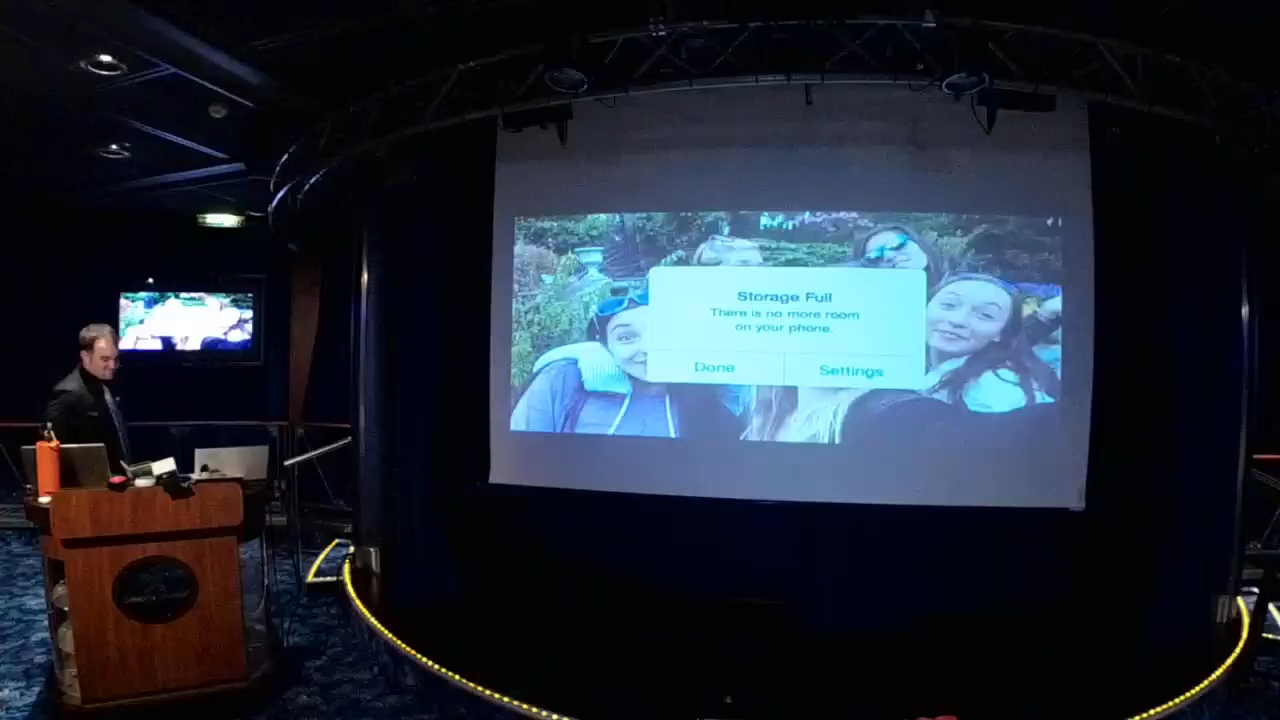 Storage Full
There is no more room
on your phone.
Done
Settings